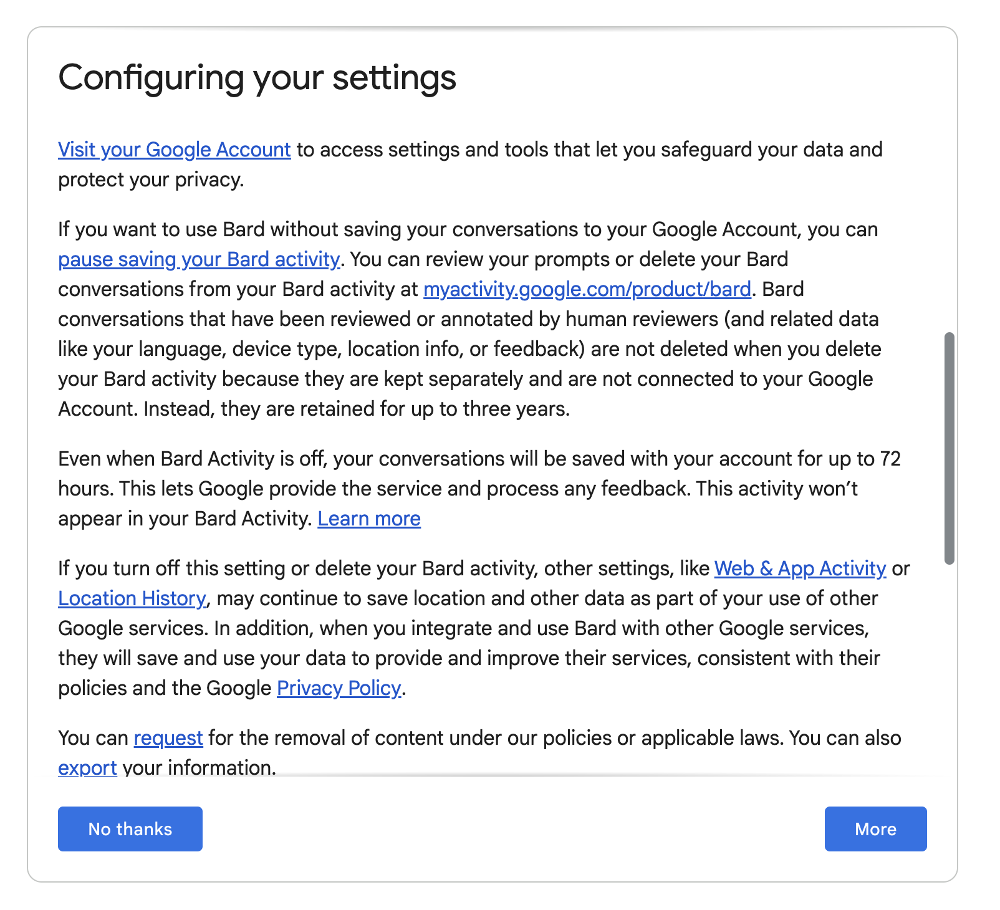 Configuring your settings
Visit your Google Account to access settings and tools that let you safeguard your data and
protect your privacy.
If you want to use Bard without saving your conversations to your Google Account, you can
pause saving your Bard activity. You can review your prompts or delete your Bard
conversations from your Bard activity at myactivity.google.com/product/bard. Bard
conversations that have been reviewed or annotated by human reviewers (and related data
like your language, device type, location info, or feedback) are not deleted when you delete
your Bard activity because they are kept separately and are not connected to your Google
Account. Instead, they are retained for up to three years.
Even when Bard Activity is off, your conversations will be saved with your account for up to 72
hours. This lets Google provide the service and process any feedback. This activity won’t
appear in your Bard Activity. Learn more
If you turn off this setting or delete your Bard activity, other settings, like Web & App Activity or
Location History, may continue to save location and other data as part of your use of other
Google services. In addition, when you integrate and use Bard with other Google services,
they will save and use your data to provide and improve their services, consistent with their
policies and the Google Privacy Policy.
You can request for the removal of content under our policies or applicable laws. You can also
export your information.
No thanks
More